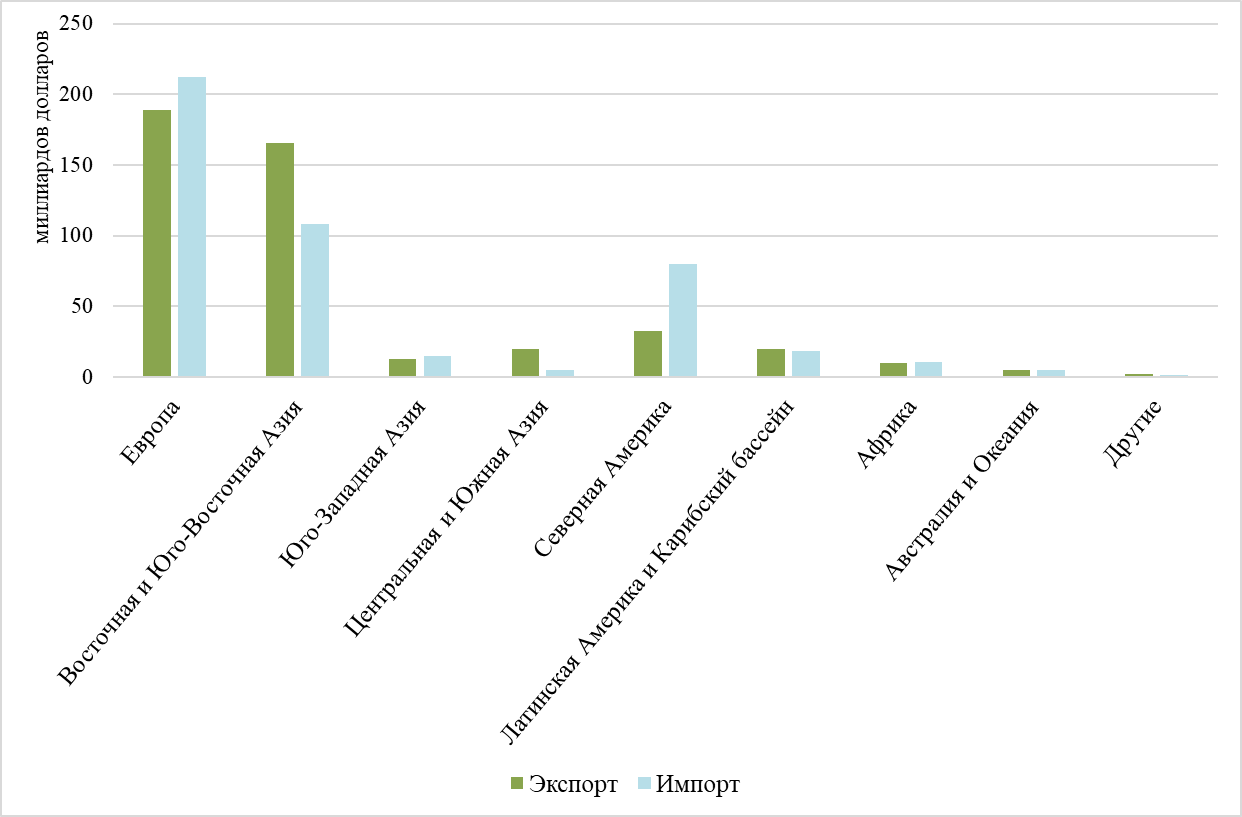 миллиардов долларов
250
200
150
100
50
0
Европа
Восточная и Юго-Восточная Азия
Юго-Западная Азия
Центральная и Южная Азия
Северная Америка
Латинская Америка и Карибский бассейн
Африка
Австралия и Океания
Другие
Экспорт
Импорт